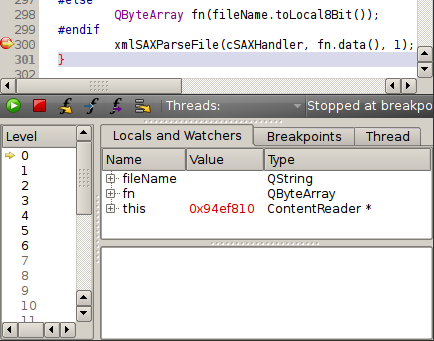 297 #else
298 QByteArray fn(fileName.toLocal8Bit());
299 #endif
300 xmlSAXParseFile(cSAXHandler, fn.data(), 1);
301 }
302
Threads: Stopped at breakpo
Level
0
1
2
3
4
5
6
7
8
9
10
11
Locals and Watchers Breakpoints Thread
Name Value Type
fileName QString
fn QByteArray
this 0x94ef810 ContentReader *